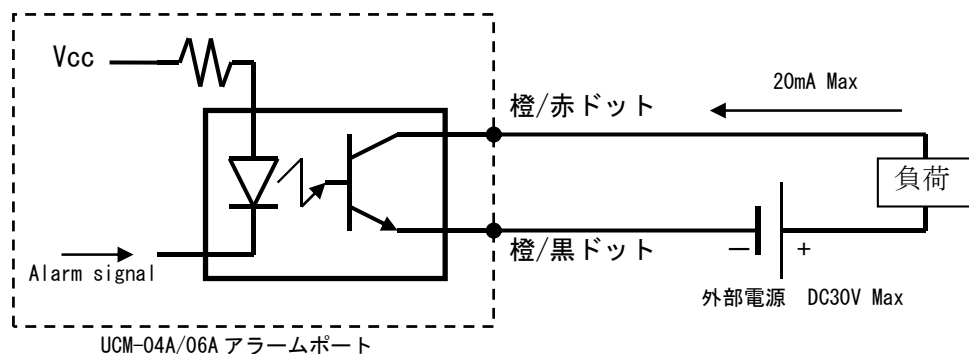 Vcc
20mA Max
橙/赤ドット
負荷
橙/黒ドット
― +
Alarm signal
外部電源 DC30V Max
UCM-04A/06A アラームポート